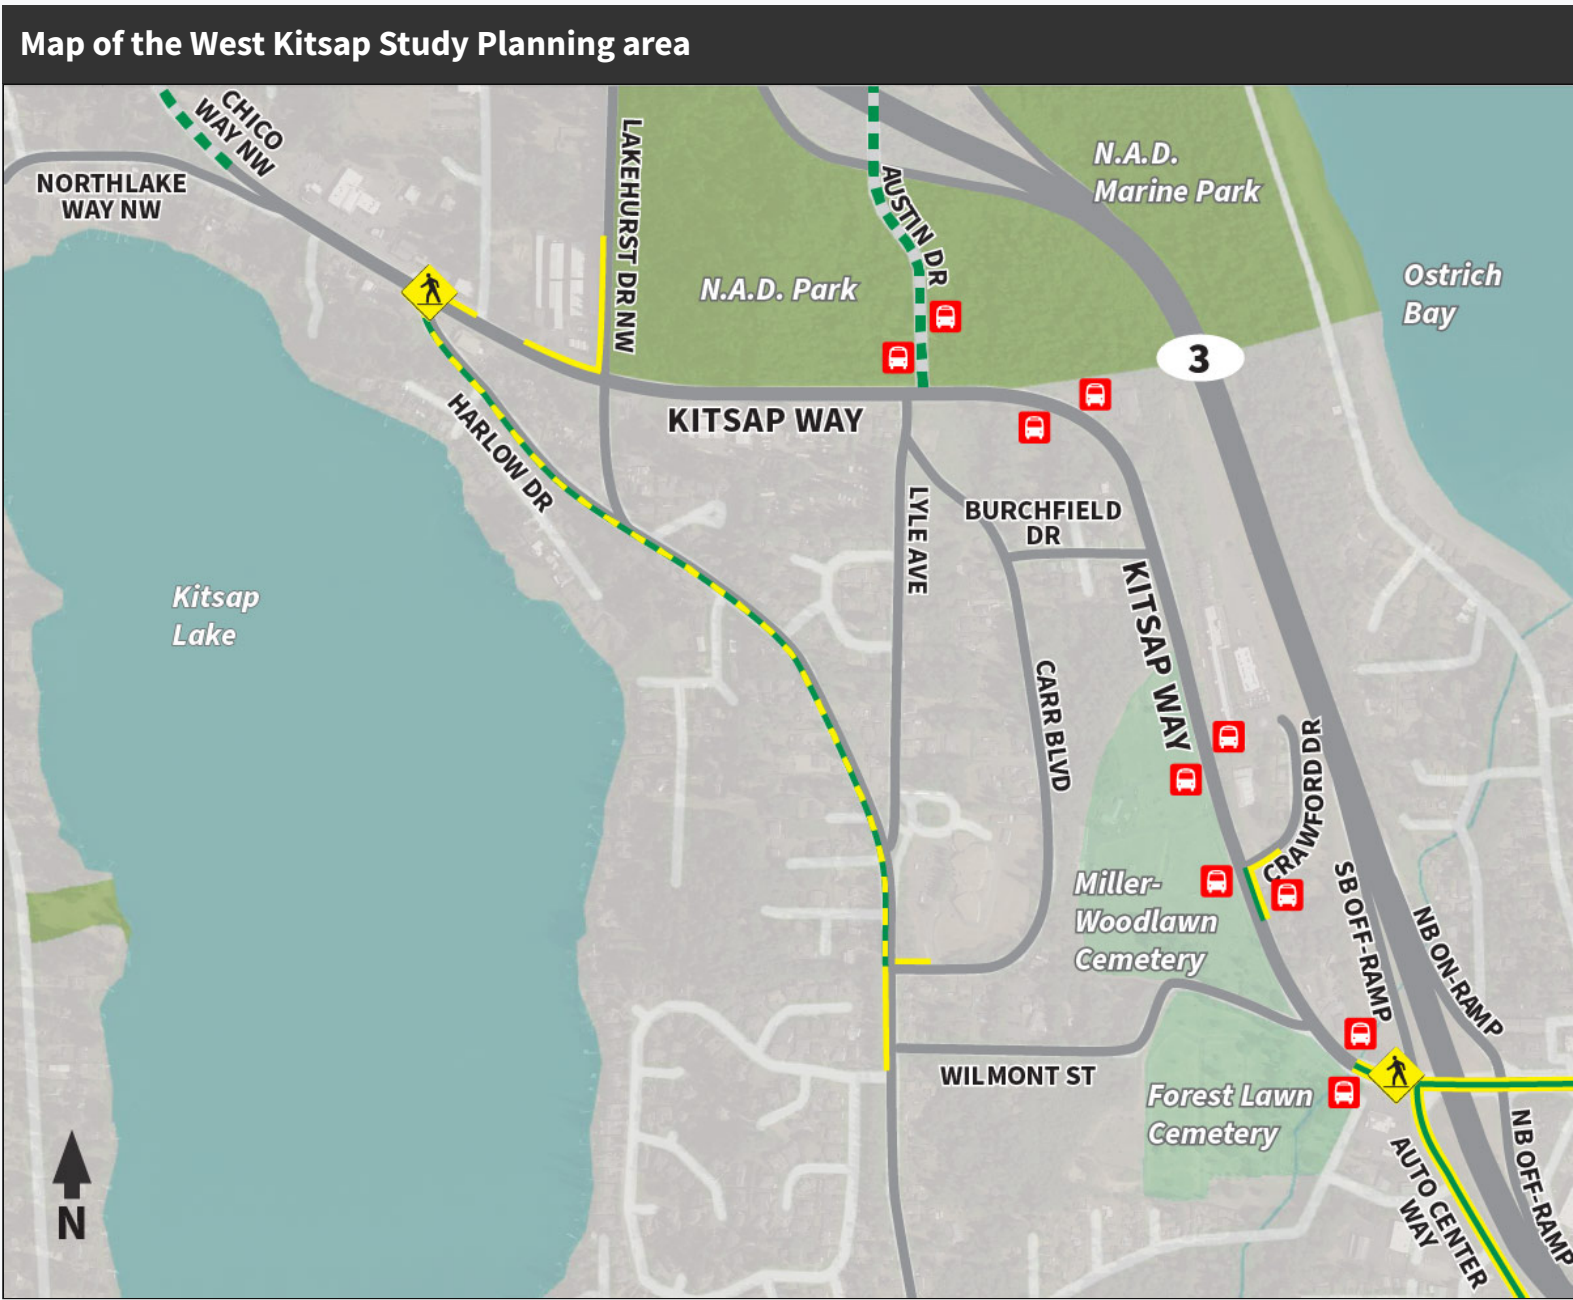 Map of the West Kitsap Study Planning area
CHICO
WAY NW
NORTHLAKE
WAY NW
LAKEHURST DR NW
AUSTIN DR
N.A.D.
Marine Park
N.A.D. Park
Ostrich
Bay
3
KITSAP WAY
HARLOW DR
LYLE AVE
BURCHFIELD
DR
KITSAP WAY
Kitsap
Lake
CARR BLVD
CRAWFORD DR
Miller-
Woodlawn
Cemetery
SB OFF-RAMP
NB ON-RAMP
WILMONT ST
Forest Lawn
Cemetery
AUTO CENTER
WAY
NB OFF-RAMP
N